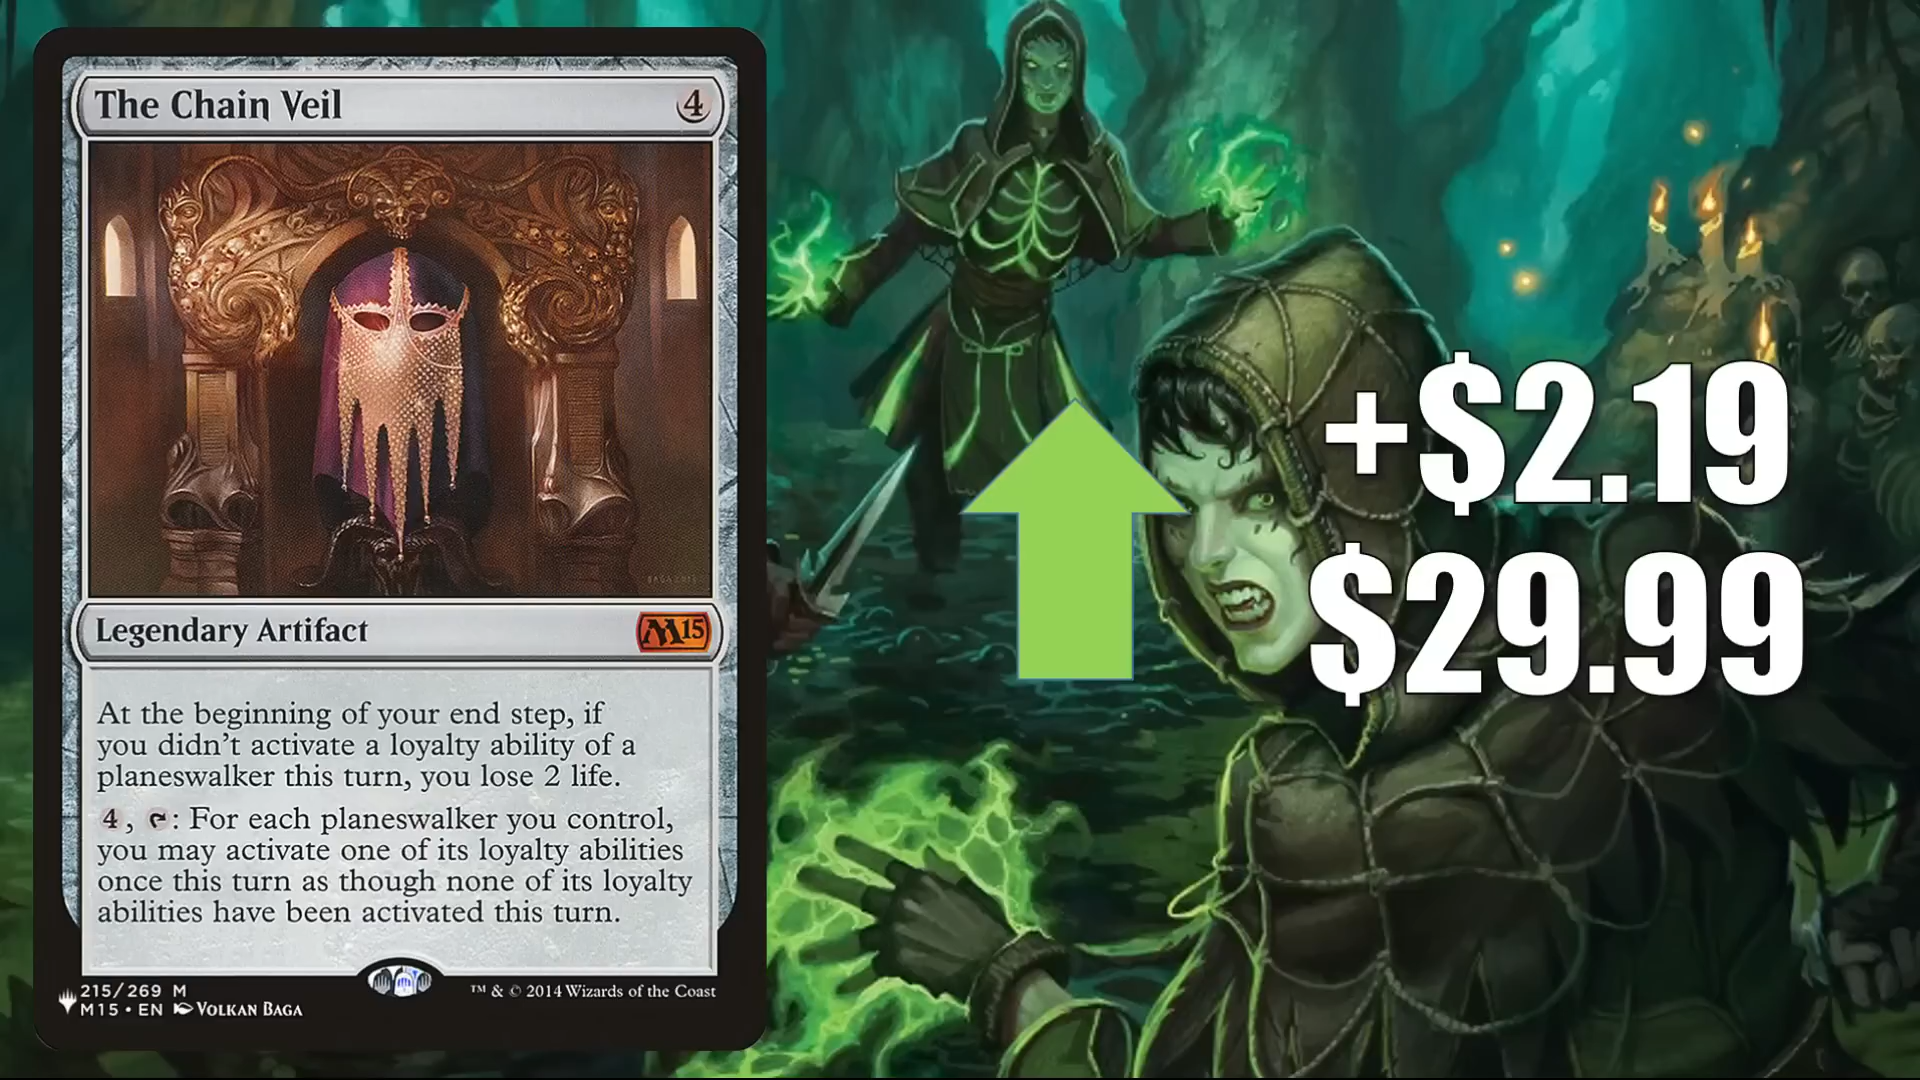 The Chain Veil 4
BAGA 2013
Legendary Artifact M15
At the beginning of your end step, if
you didn't activate a loyalty ability of a
planeswalker this turn, you lose 2 life.
4, : For each planeswalker you control,
you may activate one of its loyalty abilities
once this turn as though none of its loyalty
abilities have been activated this turn.
215/269 M
M15 • EN VOLKAN BAGA
™ & © 2014 Wizards of the Coast
+$2.19
$29.99